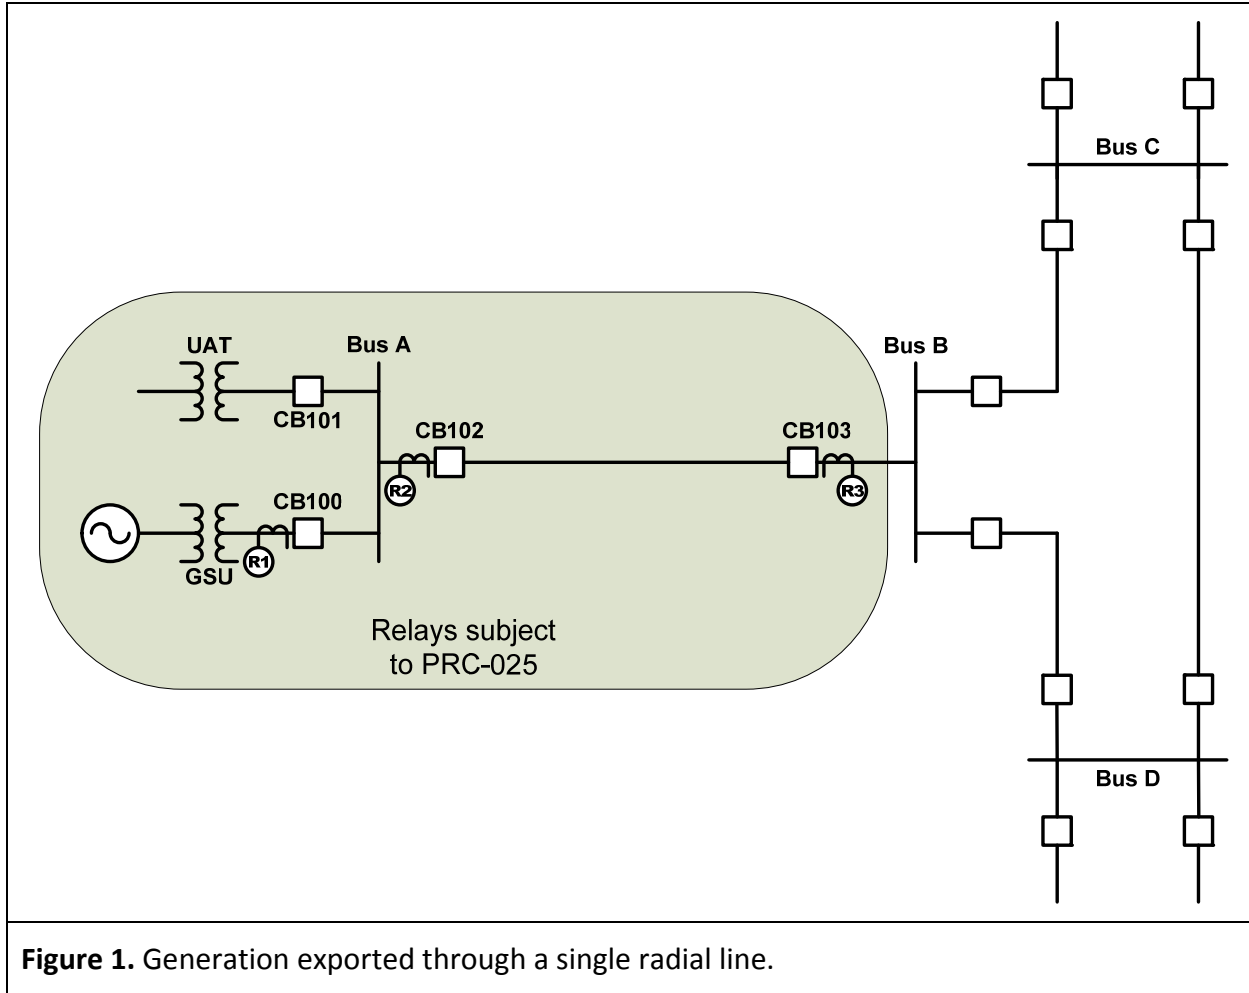 Bus C
UAT
Bus A
Bus B
CB101
CB102
CB103
R2
R3
CB100
R1
GSU
Relays subject
to PRC-025
Bus D
Figure 1. Generation exported through a single radial line.